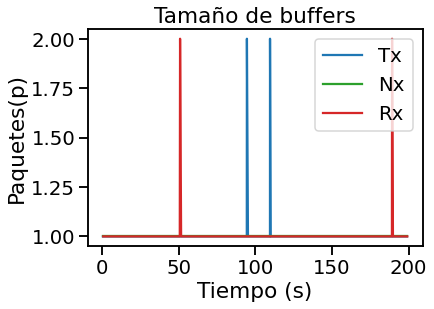 Tamaño de buffers
Paquetes(p)
2.00
1.75
1.50
1.25
1.00
Tx
Nx
Rx
0 50 100 150 200
Tiempo (s)